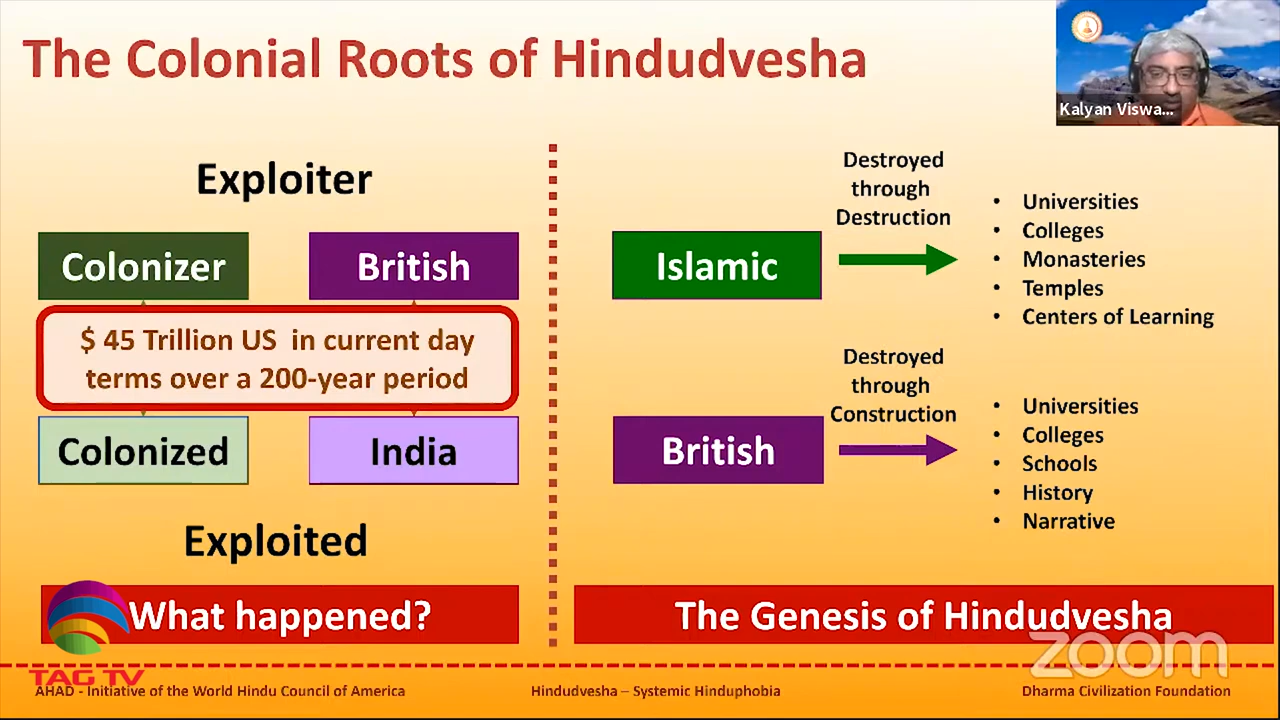 The Colonial Roots of Hindudvesha
Kalyan Viswa...
Exploiter
Colonizer
British
$ 45 Trillion US in current day
terms over a 200-year period
Colonized
India
Exploited
What happened?
Destroyed
through
Destruction
Islamic
• Universities
• Colleges
• Monasteries
• Temples
• Centers of Learning
Destroyed
through
Construction
British
• Universities
• Colleges
• Schools
• History
• Narrative
The Genesis of Hindudvesha
zoom
TAG TV
AHAD - Initiative of the World Hindu Council of America
Hindudvesha – Systemic Hinduphobia
Dharma Civilization Foundation